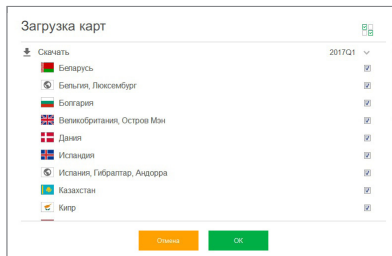 Загрузка карт
Скачать 2017Q1
Беларусь
Бельгия, Люксембург
Болгария
Великобритания, Остров Мэн
Дания
Исландия
Испания, Гибралтар, Андорра
Казахстан
Кипр
Отмена OK